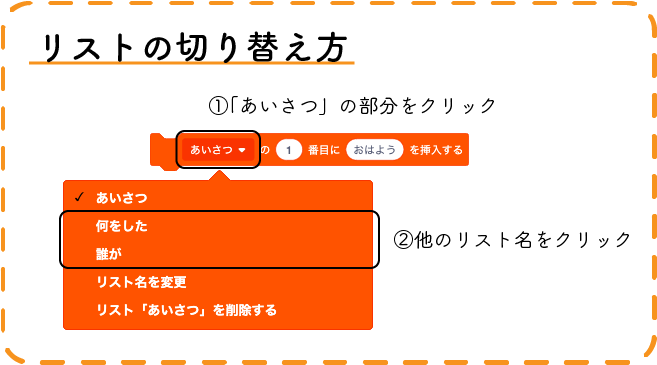 リストの切り替え方
①「あいさつ」の部分をクリック
あいさつ の 1 番目に おはよう を挿入する
✓ あいさつ
何をした
誰が
②他のリスト名をクリック
リスト名を変更
リスト「あいさつ」を削除する